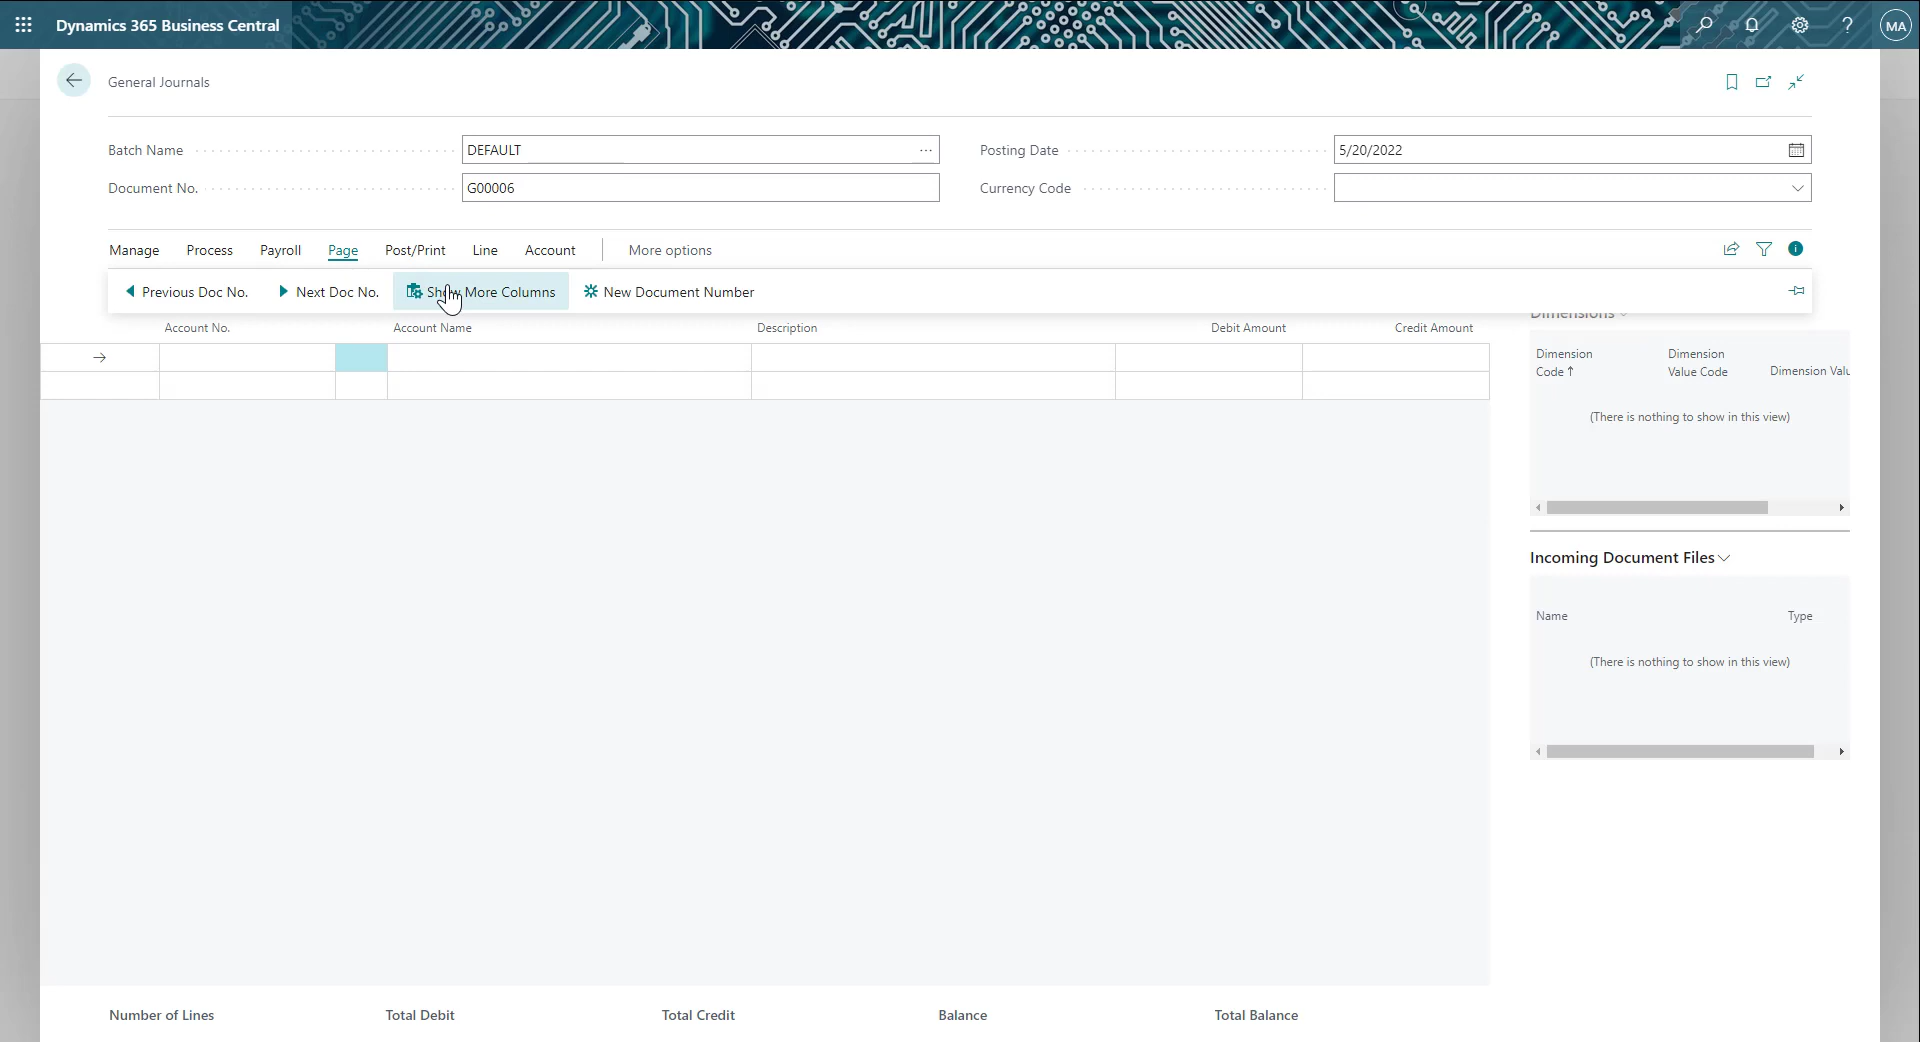 Dynamics 365 Business Central
MA
General Journals
Batch Name DEFAULT Posting Date 5/20/2022
Document No. G00006 Currency Code
Manage Process Payroll Page Post/Print Line Account More options
Previous Doc No. Next Doc No. Show More Columns New Document Number
Dimensions
Account No. Account Name Description Debit Amount Credit Amount
Dimension Code Dimension Value Code Dimension Valu
(There is nothing to show in this view)
Incoming Document Files
Name Type
(There is nothing to show in this view)
Number of Lines Total Debit Total Credit Balance Total Balance